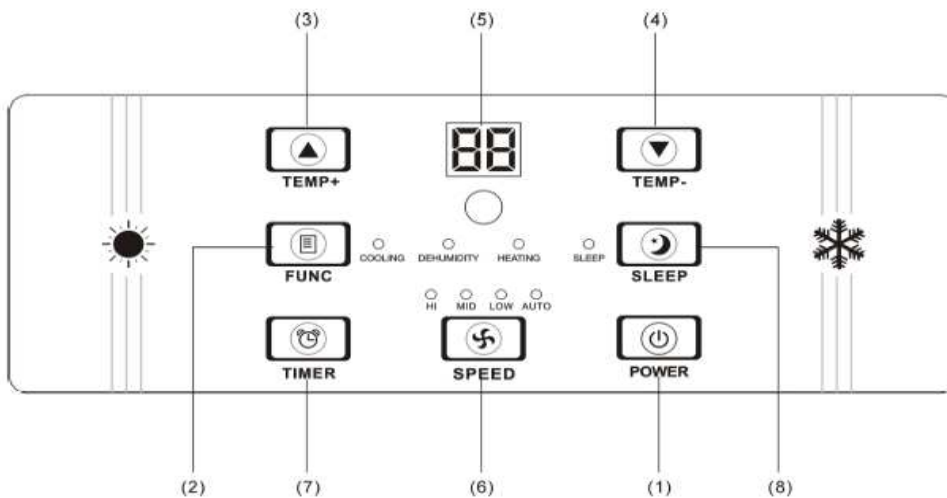 (3) (5) (4)
88
TEMP+ TEMP-
COOLING DEHUMIDITY HEATING SLEEP
FUNC SLEEP
HI MID LOW AUTO
TIMER SPEED POWER
(2) (7) (6) (1) (8)